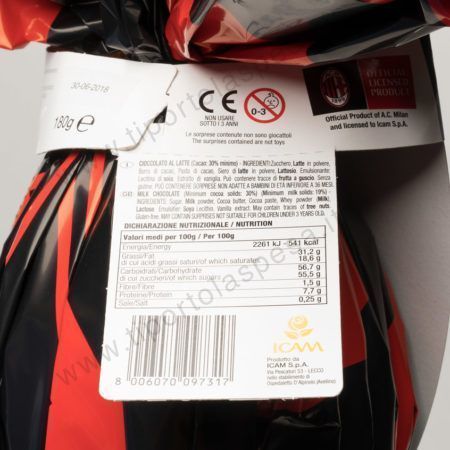 30-06-2018
180g e
CE
0-3
NON USARE
SOTTO I 3 ANNI
Le sorprese contenute non sono giocattoli
The surprises contained are not toys
ACM
1899
OFFICIAL
LICENSED
PRODUCT
Official Product of A.C. Milan
and licensed to Icam S.p.A.
CIOCCOLATO AL LATTE (Cacao: 30% minimo) - INGREDIENTI: Zucchero, Latte in polvere,
Burro di cacao, Pasta di cacao, Siero di latte in polvere, Lattosio. Emulsionante:
Lecitina di soia. Estratto di vaniglia. Può contenere tracce di frutta a guscio. Senza
glutine. PUÒ CONTENERE SORPRESE NON ADATTE A BAMBINI DI ETÀ INFERIORE A 36 MESI.
MILK CHOCOLATE (Minimum cocoa solids: 30%) (Minimum milk solids: 19%) -
INGREDIENTS: Sugar, Milk powder, Cocoa butter, Cocoa paste, Whey powder (Milk)
Lactose. Emulsifier: Soya Lecithin. Vanilla extract. May contain traces of tree nuts.
Gluten-free. MAY CONTAIN SURPRISES NOT SUITABLE FOR CHILDREN UNDER 3 YEARS.
DICHIARAZIONE NUTRIZIONALE / NUTRITION
Valori medi per 100g / Per 100g
Energia/Energy 2261 kJ - 541 kcal
Grassi/Fat 31,2 g
di cui acidi grassi saturi/of which saturates 18,6 g
Carboidrati/Carbohydrate 56,7 g
di cui zuccheri/of which sugars 55,5 g
Fibre/Fibre 1,5 g
Proteine/Protein 7,7 g
Sale/Salt 0,25 g
8 006070 097317
ICAM
Prodotto da
ICAM S.p.A.
Via Pescatori 53 - LECCO
nello stabilimento di
Ospedaletto D'Alpinolo (Avellino)
www.tiportolaspesa.it
www.tiportolaspesa.it